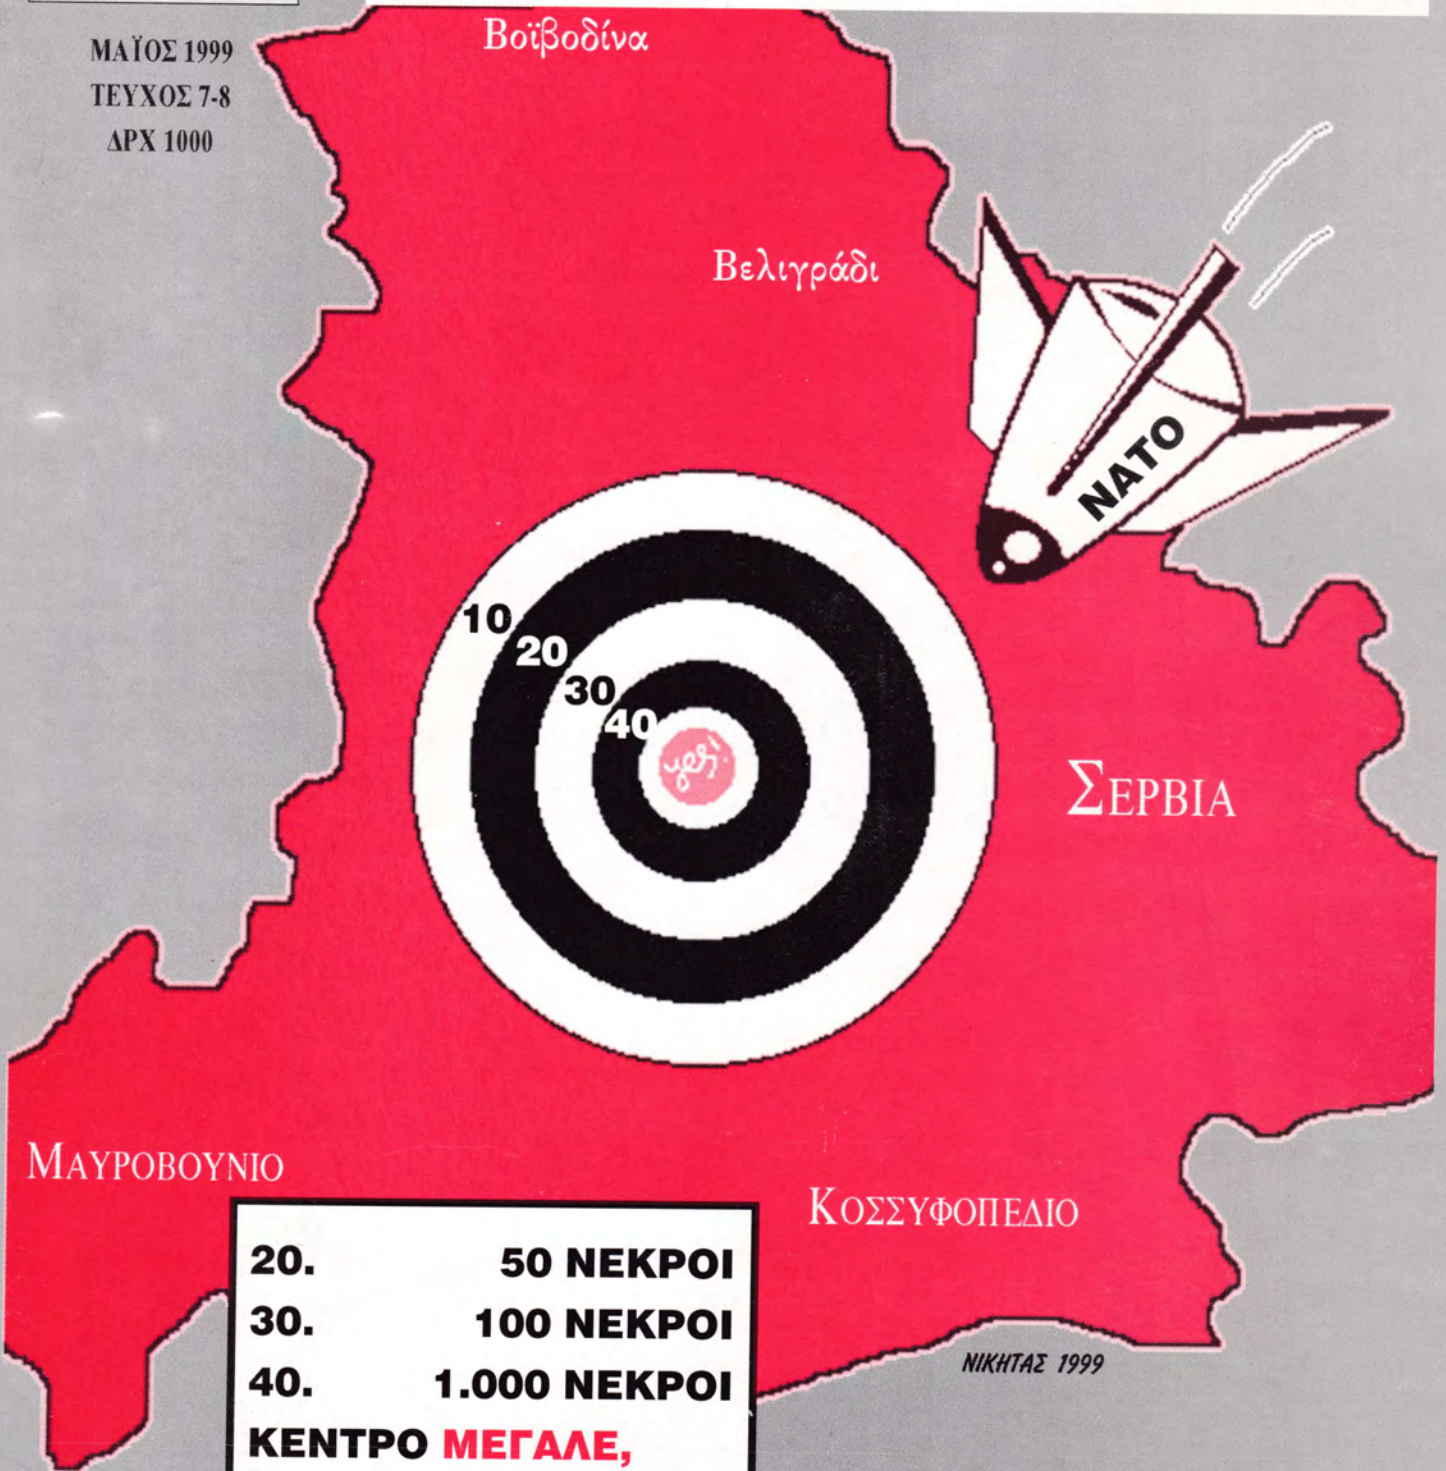 Βοϊβοδίνα
ΜΑΪΟΣ 1999
ΤΕΥΧΟΣ 7-8
ΔΡΧ 1000
Βελιγράδι
NATO
10
20
30
40
yes!
ΣΕΡΒΙΑ
ΜΑΥΡΟΒΟΥΝΙΟ
ΚΟΣΣΥΦΟΠΕΔΙΟ
20. 50 ΝΕΚΡΟΙ
30. 100 ΝΕΚΡΟΙ
40. 1.000 ΝΕΚΡΟΙ
ΚΕΝΤΡΟ ΜΕΓΑΛΕ,
ΝΙΚΗΤΑΣ 1999